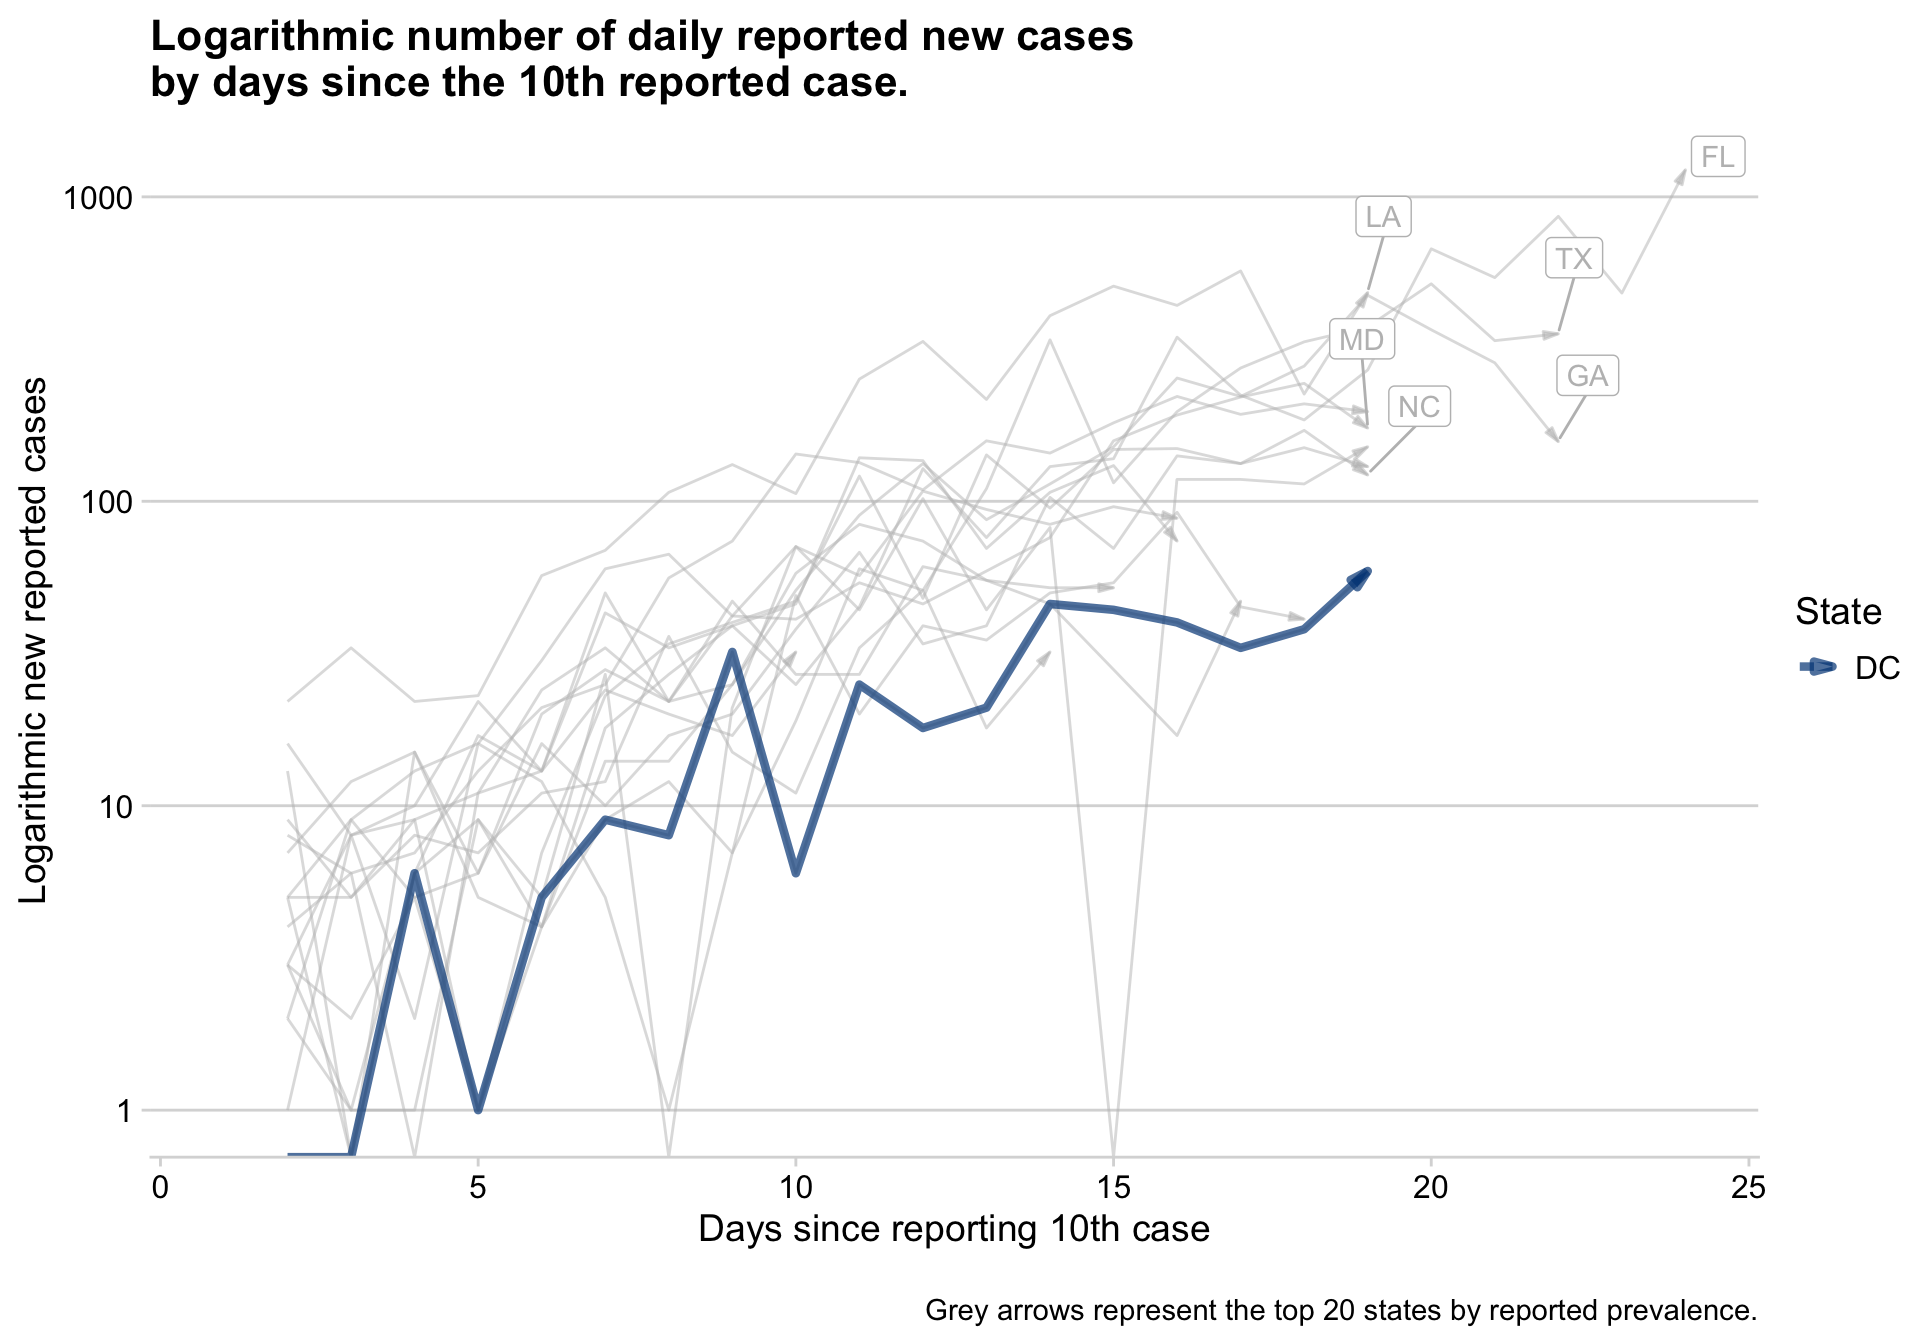 Logarithmic number of daily reported new cases
by days since the 10th reported case.
FL
1000
LA
TX
MD
GA
NC
100
10
1
Logarithmic new reported cases
State
DC
0 5 10 15 20 25
Days since reporting 10th case
Grey arrows represent the top 20 states by reported prevalence.